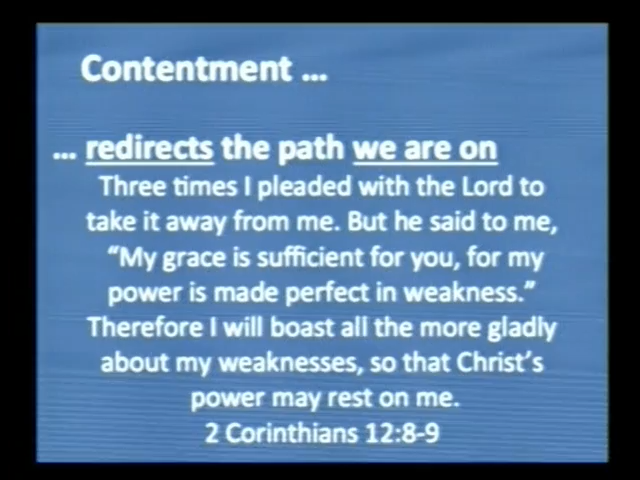 Contentment ...
... redirects the path we are on
Three times I pleaded with the Lord to
take it away from me. But he said to me,
“My grace is sufficient for you, for my
power is made perfect in weakness.”
Therefore I will boast all the more gladly
about my weaknesses, so that Christ’s
power may rest on me.
2 Corinthians 12:8-9